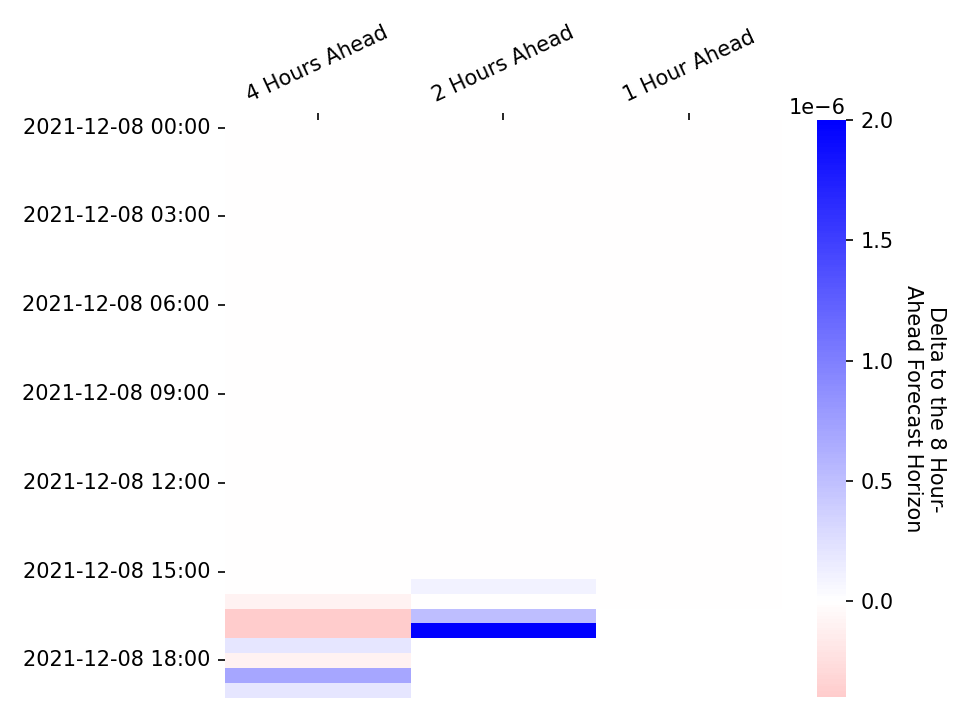 4 Hours Ahead
2 Hours Ahead
1 Hour Ahead
1e−6
2021-12-08 00:00
2021-12-08 03:00
2021-12-08 06:00
2021-12-08 09:00
2021-12-08 12:00
2021-12-08 15:00
2021-12-08 18:00
2.0
1.5
1.0
0.5
0.0
Delta to the 8 Hour-
Ahead Forecast Horizon